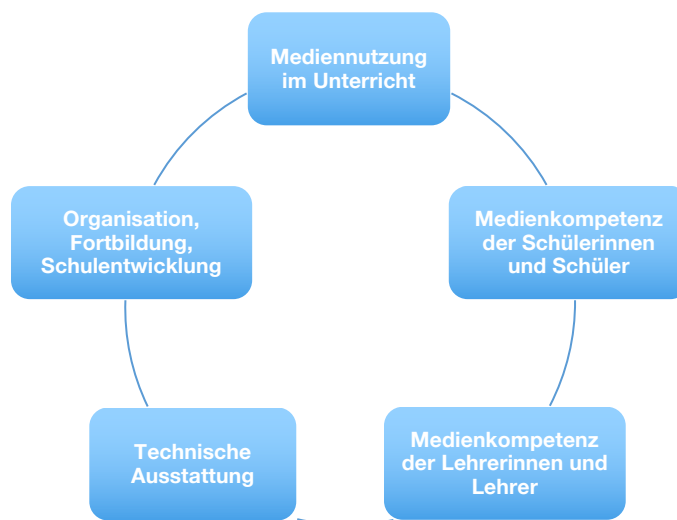 Mediennutzung
im Unterricht
Organisation,
Fortbildung,
Schulentwicklung
Medienkompetenz
der Schülerinnen
und Schüler
Technische
Ausstattung
Medienkompetenz
der Lehrerinnen und
Lehrer